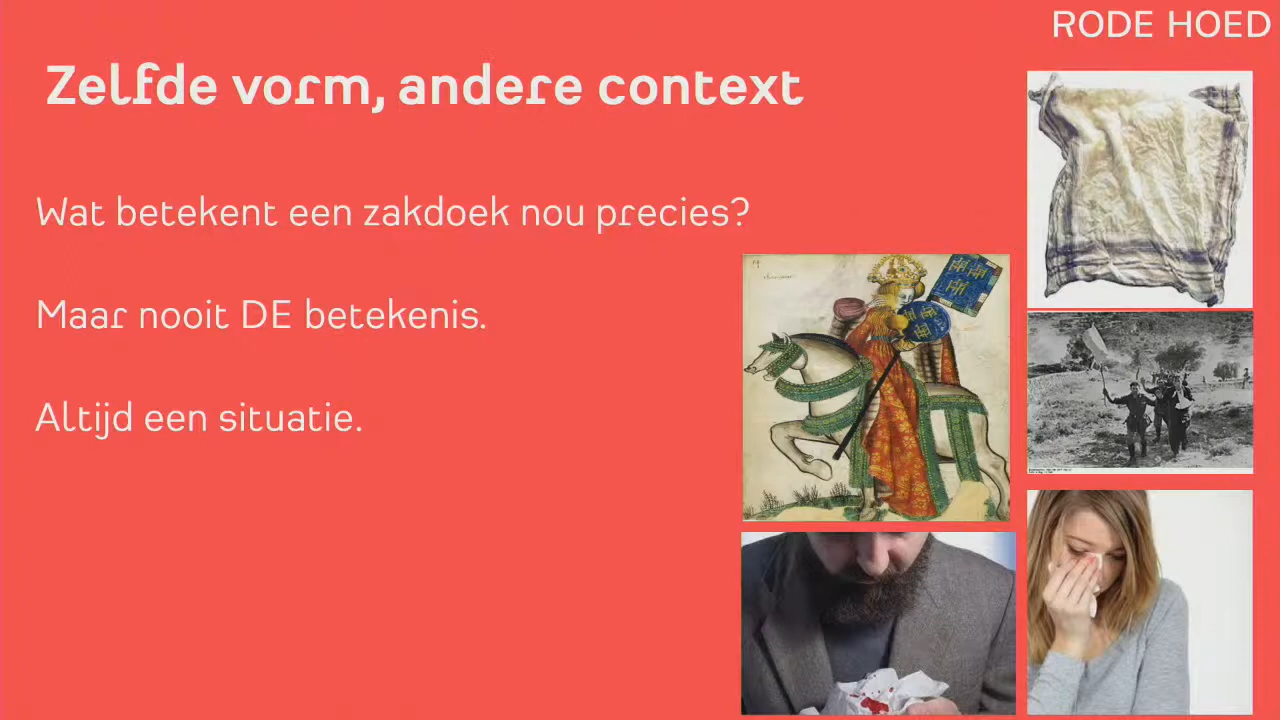 RODE HOED
Zelfde vorm, andere context
Wat betekent een zakdoek nou precies?
Maar nooit DE betekenis.
Altijd een situatie.